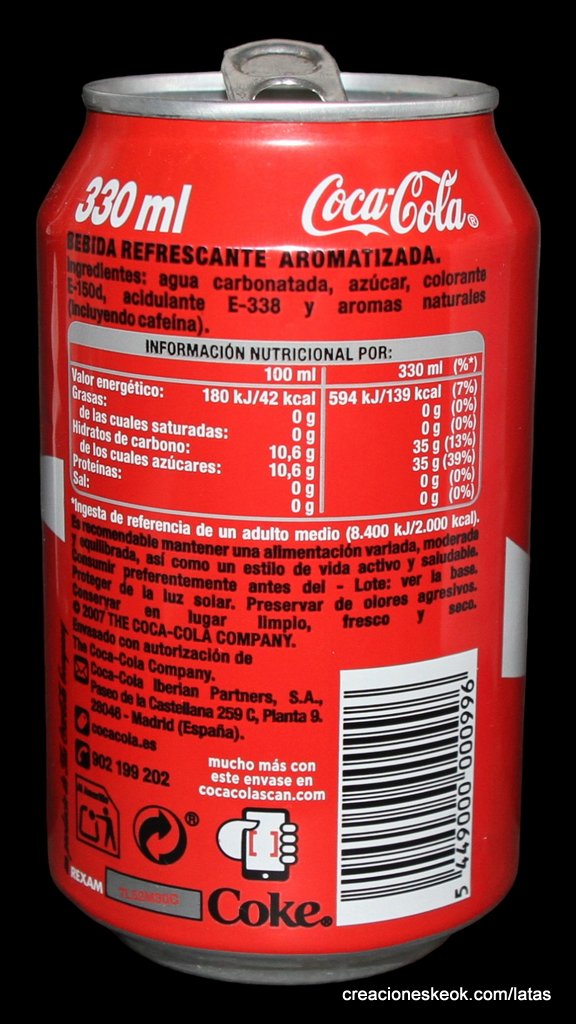 330 ml
Coca-Cola®
BEBIDA REFRESCANTE AROMATIZADA.
Ingredientes: agua carbonatada, azúcar, colorante
E-150d, acidulante E-338 y aromas naturales
(incluyendo cafeína).
INFORMACIÓN NUTRICIONAL POR:
100 ml 330 ml (%*)
Valor energético: 180 kJ/42 kcal 594 kJ/139 kcal (7%)
Grasas: 0 g 0 g (0%)
de las cuales saturadas: 0 g 0 g (0%)
Hidratos de carbono: 10,6 g 35 g (13%)
de los cuales azúcares: 10,6 g 35 g (39%)
Proteínas: 0 g 0 g (0%)
Sal: 0 g 0 g (0%)
*Ingesta de referencia de un adulto medio (8.400 kJ/2.000 kcal).
Es recomendable mantener una alimentación variada, moderada
y equilibrada, así como un estilo de vida activo y saludable.
Consumir preferentemente antes del - Lote: ver la base.
Proteger de la luz solar. Preservar de olores agresivos.
Conservar en lugar limpio, fresco y seco.
© 2007 THE COCA-COLA COMPANY.
Envasado con autorización de
The Coca-Cola Company.
Coca-Cola Iberian Partners, S.A.,
Paseo de la Castellana 259 C, Planta 9.
28046 - Madrid (España).
cocacola.es
902 199 202
mucho más con
este envase en
cocacolascan.com
®
REXAM
Coke®
5 449000 000996
creacioneskeok.com/latas